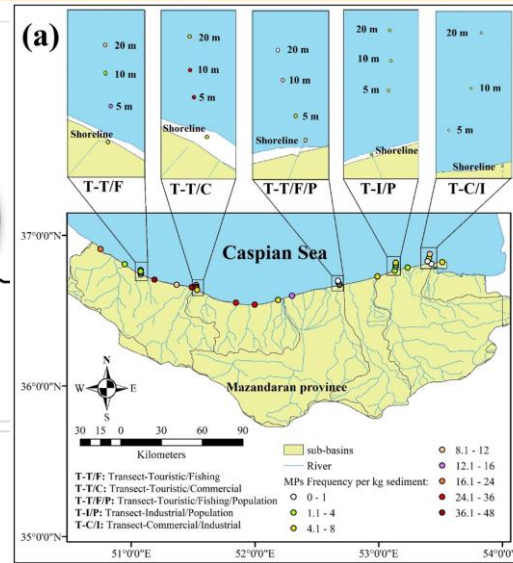 (a)
20 m
10 m
5 m
Shoreline
20 m
10 m
5 m
Shoreline
20 m
10 m
5 m
Shoreline
20 m
10 m
5 m
Shoreline
20 m
10 m
5 m
Shoreline
T-T/F
T-T/C
T-T/F/P
T-I/P
T-C/I
37°0'0"N
36°0'0"N
35°0'0"N
Caspian Sea
Mazandaran province
N
W
E
S
30 15 0 30 60 90
Kilometers
T-T/F: Transect-Touristic/Fishing
T-T/C: Transect-Touristic/Commercial
T-T/F/P: Transect-Touristic/Fishing/Population
T-I/P: Transect-Industrial/Population
T-C/I: Transect-Commercial/Industrial
sub-basins
River
MPs Frequency per kg sediment:
0 - 1
1.1 - 4
4.1 - 8
8.1 - 12
12.1 - 16
16.1 - 24
24.1 - 36
36.1 - 48
51°0'0"E
52°0'0"E
53°0'0"E
54°0'0"E